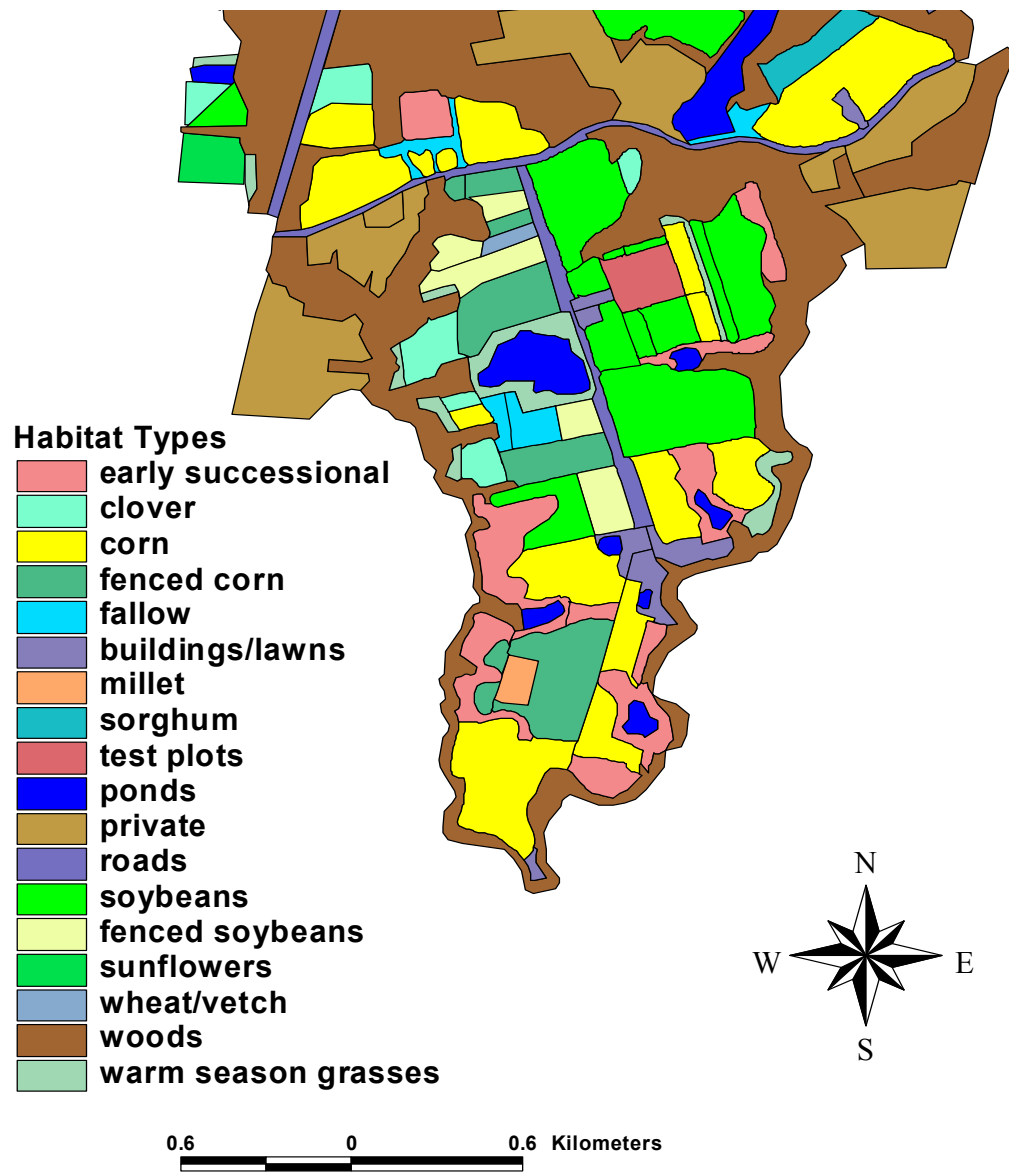 Habitat Types
early successional
clover
corn
fenced corn
fallow
buildings/lawns
millet
sorghum
test plots
ponds
private
roads
soybeans
fenced soybeans
sunflowers
wheat/vetch
woods
warm season grasses
N
W E
S
0.6 0 0.6 Kilometers